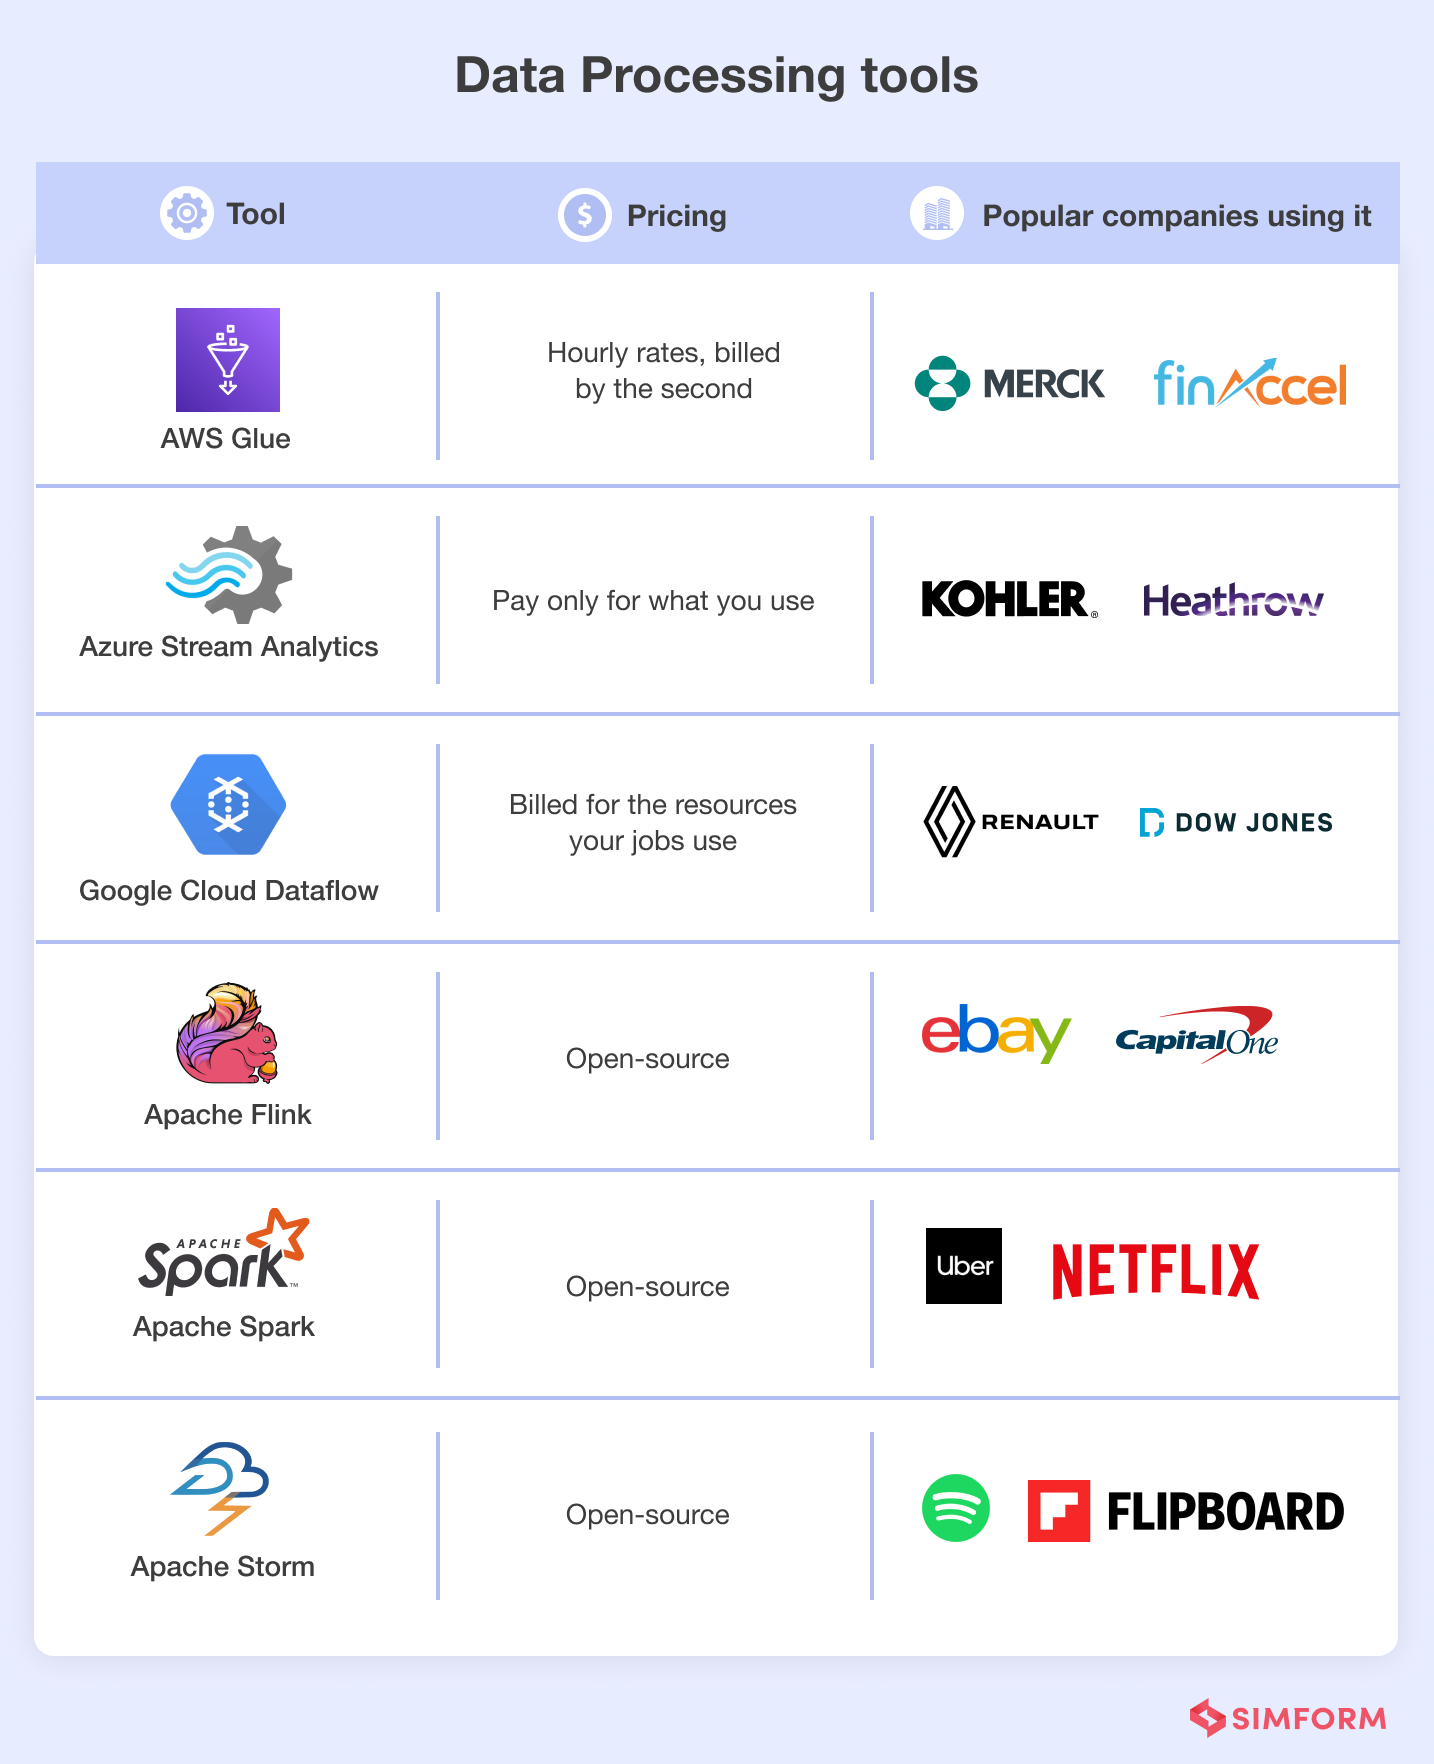 Data Processing tools
Tool
Pricing
Popular companies using it
AWS Glue
Hourly rates, billed
by the second
MERCK
finAccel
Azure Stream Analytics
Pay only for what you use
KOHLER®
Heathrow
Google Cloud Dataflow
Billed for the resources
your jobs use
RENAULT
DOW JONES
Apache Flink
Open-source
ebay
Capital One
APACHE
Spark™
Apache Spark
Open-source
Uber
NETFLIX
Apache Storm
Open-source
FLIPBOARD
SIMFORM